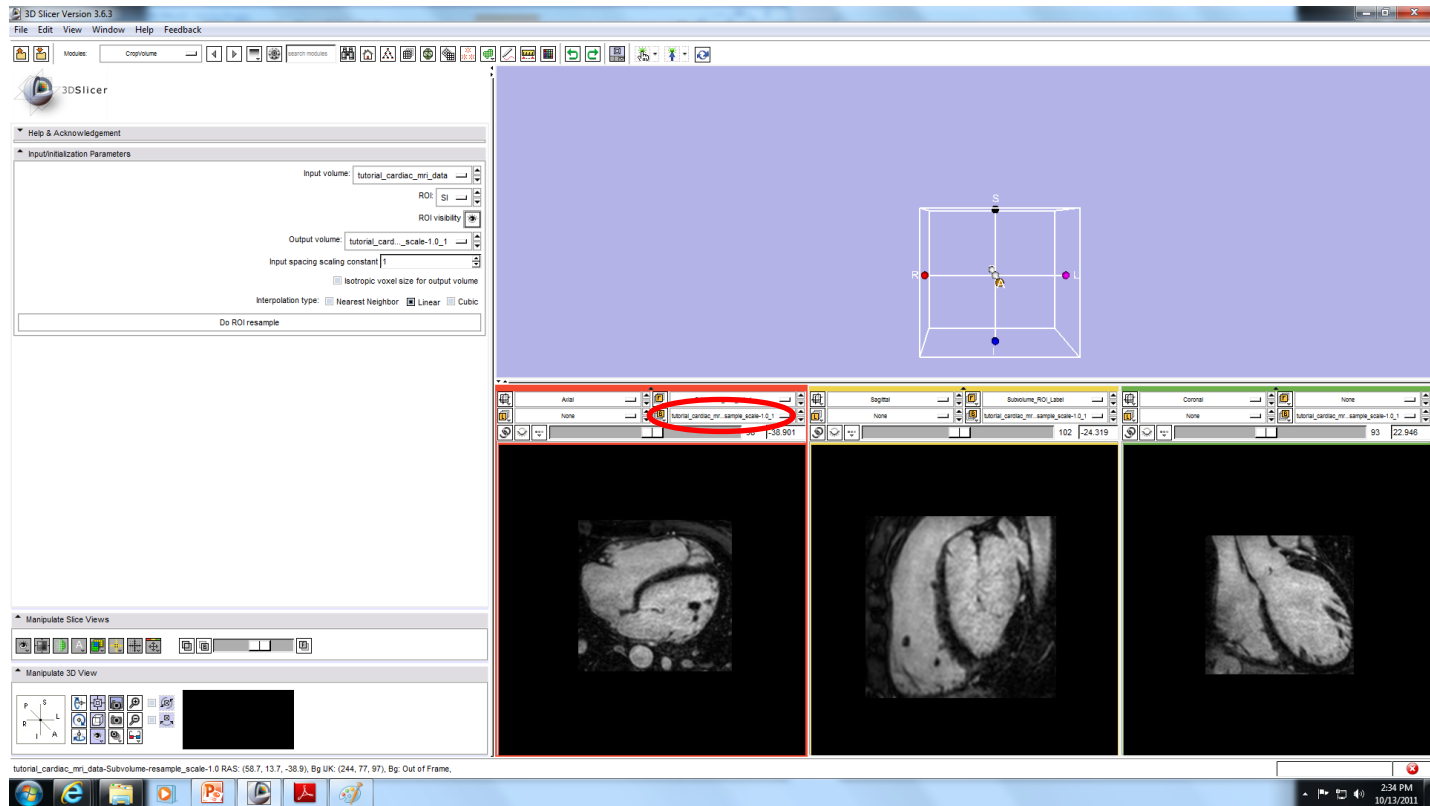 3D Slicer Version 3.6.3
File Edit View Window Help Feedback
Modules: CropVolume search modules
3DSlicer
Help & Acknowledgement
Input/Initialization Parameters
Input volume: tutorial_cardiac_mri_data
ROI: SI
ROI visibility
Output volume: tutorial_card..._scale-1.0_1
Input spacing scaling constant 1
Isotropic voxel size for output volume
Interpolation type: Nearest Neighbor Linear Cubic
Do ROI resample
S
R L
A
I
Axial
None tutorial_cardiac_mr...sample_scale-1.0_1
-38.901
Sagittal Subvolume_ROI_Label
None tutorial_cardiac_mr...sample_scale-1.0_1
102 -24.319
Coronal None
None tutorial_cardiac_mr...sample_scale-1.0_1
93 22.946
Manipulate Slice Views
Manipulate 3D View
P S
R L
I A
tutorial_cardiac_mri_data-Subvolume-resample_scale-1.0 RAS: (58.7, 13.7, -38.9), Bg IJK: (244, 77, 97), Bg: Out of Frame,
2:34 PM
10/13/2011